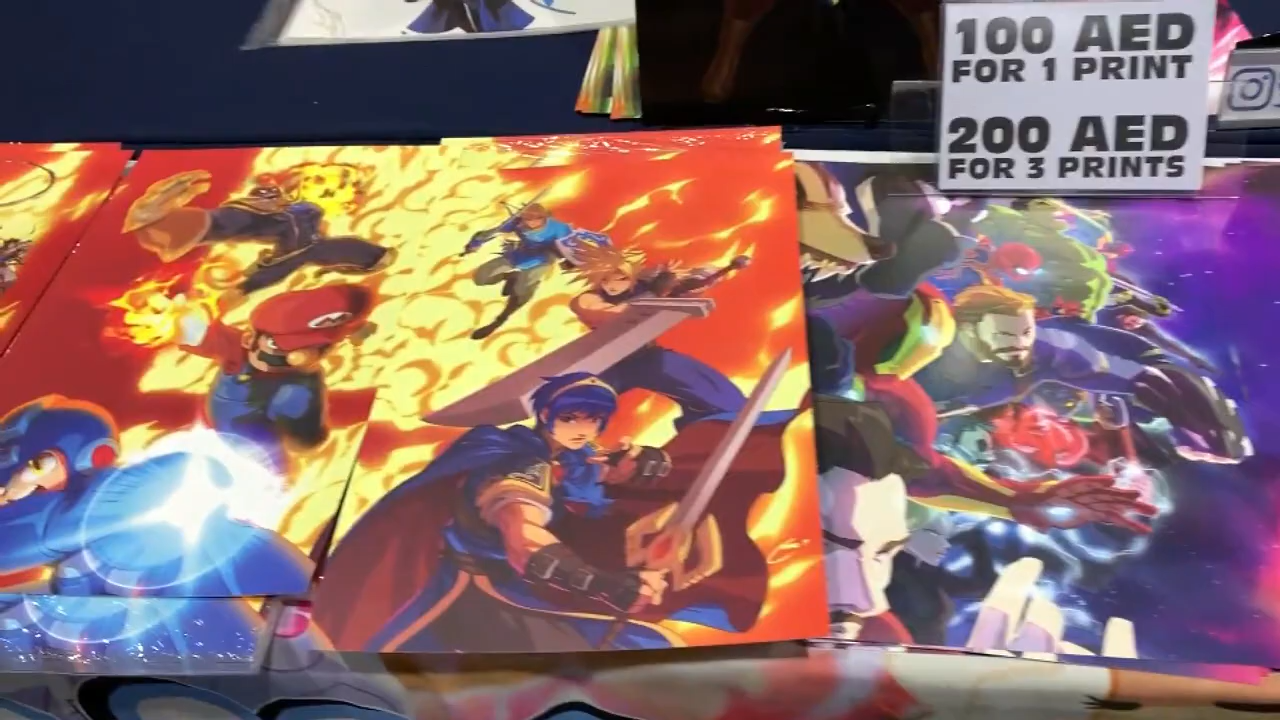 100 AED
FOR 1 PRINT
200 AED
FOR 3 PRINTS
M